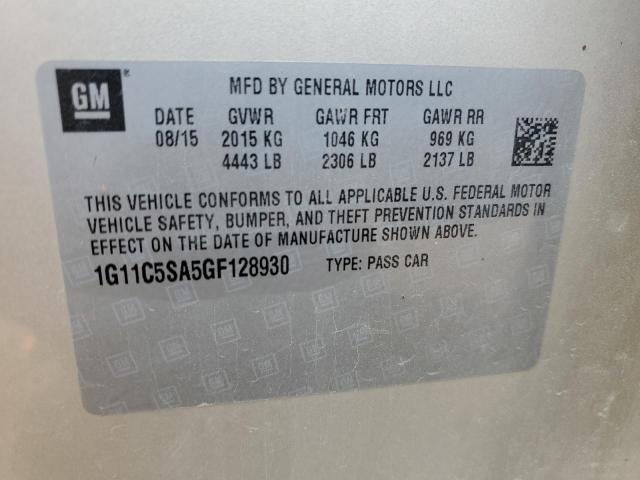 GM ® MFD BY GENERAL MOTORS LLC
DATE GVWR GAWR FRT GAWR RR
08/15 2015 KG 1046 KG 969 KG
4443 LB 2306 LB 2137 LB
THIS VEHICLE CONFORMS TO ALL APPLICABLE U.S. FEDERAL MOTOR
VEHICLE SAFETY, BUMPER, AND THEFT PREVENTION STANDARDS IN
EFFECT ON THE DATE OF MANUFACTURE SHOWN ABOVE.
1G11C5SA5GF128930 TYPE: PASS CAR